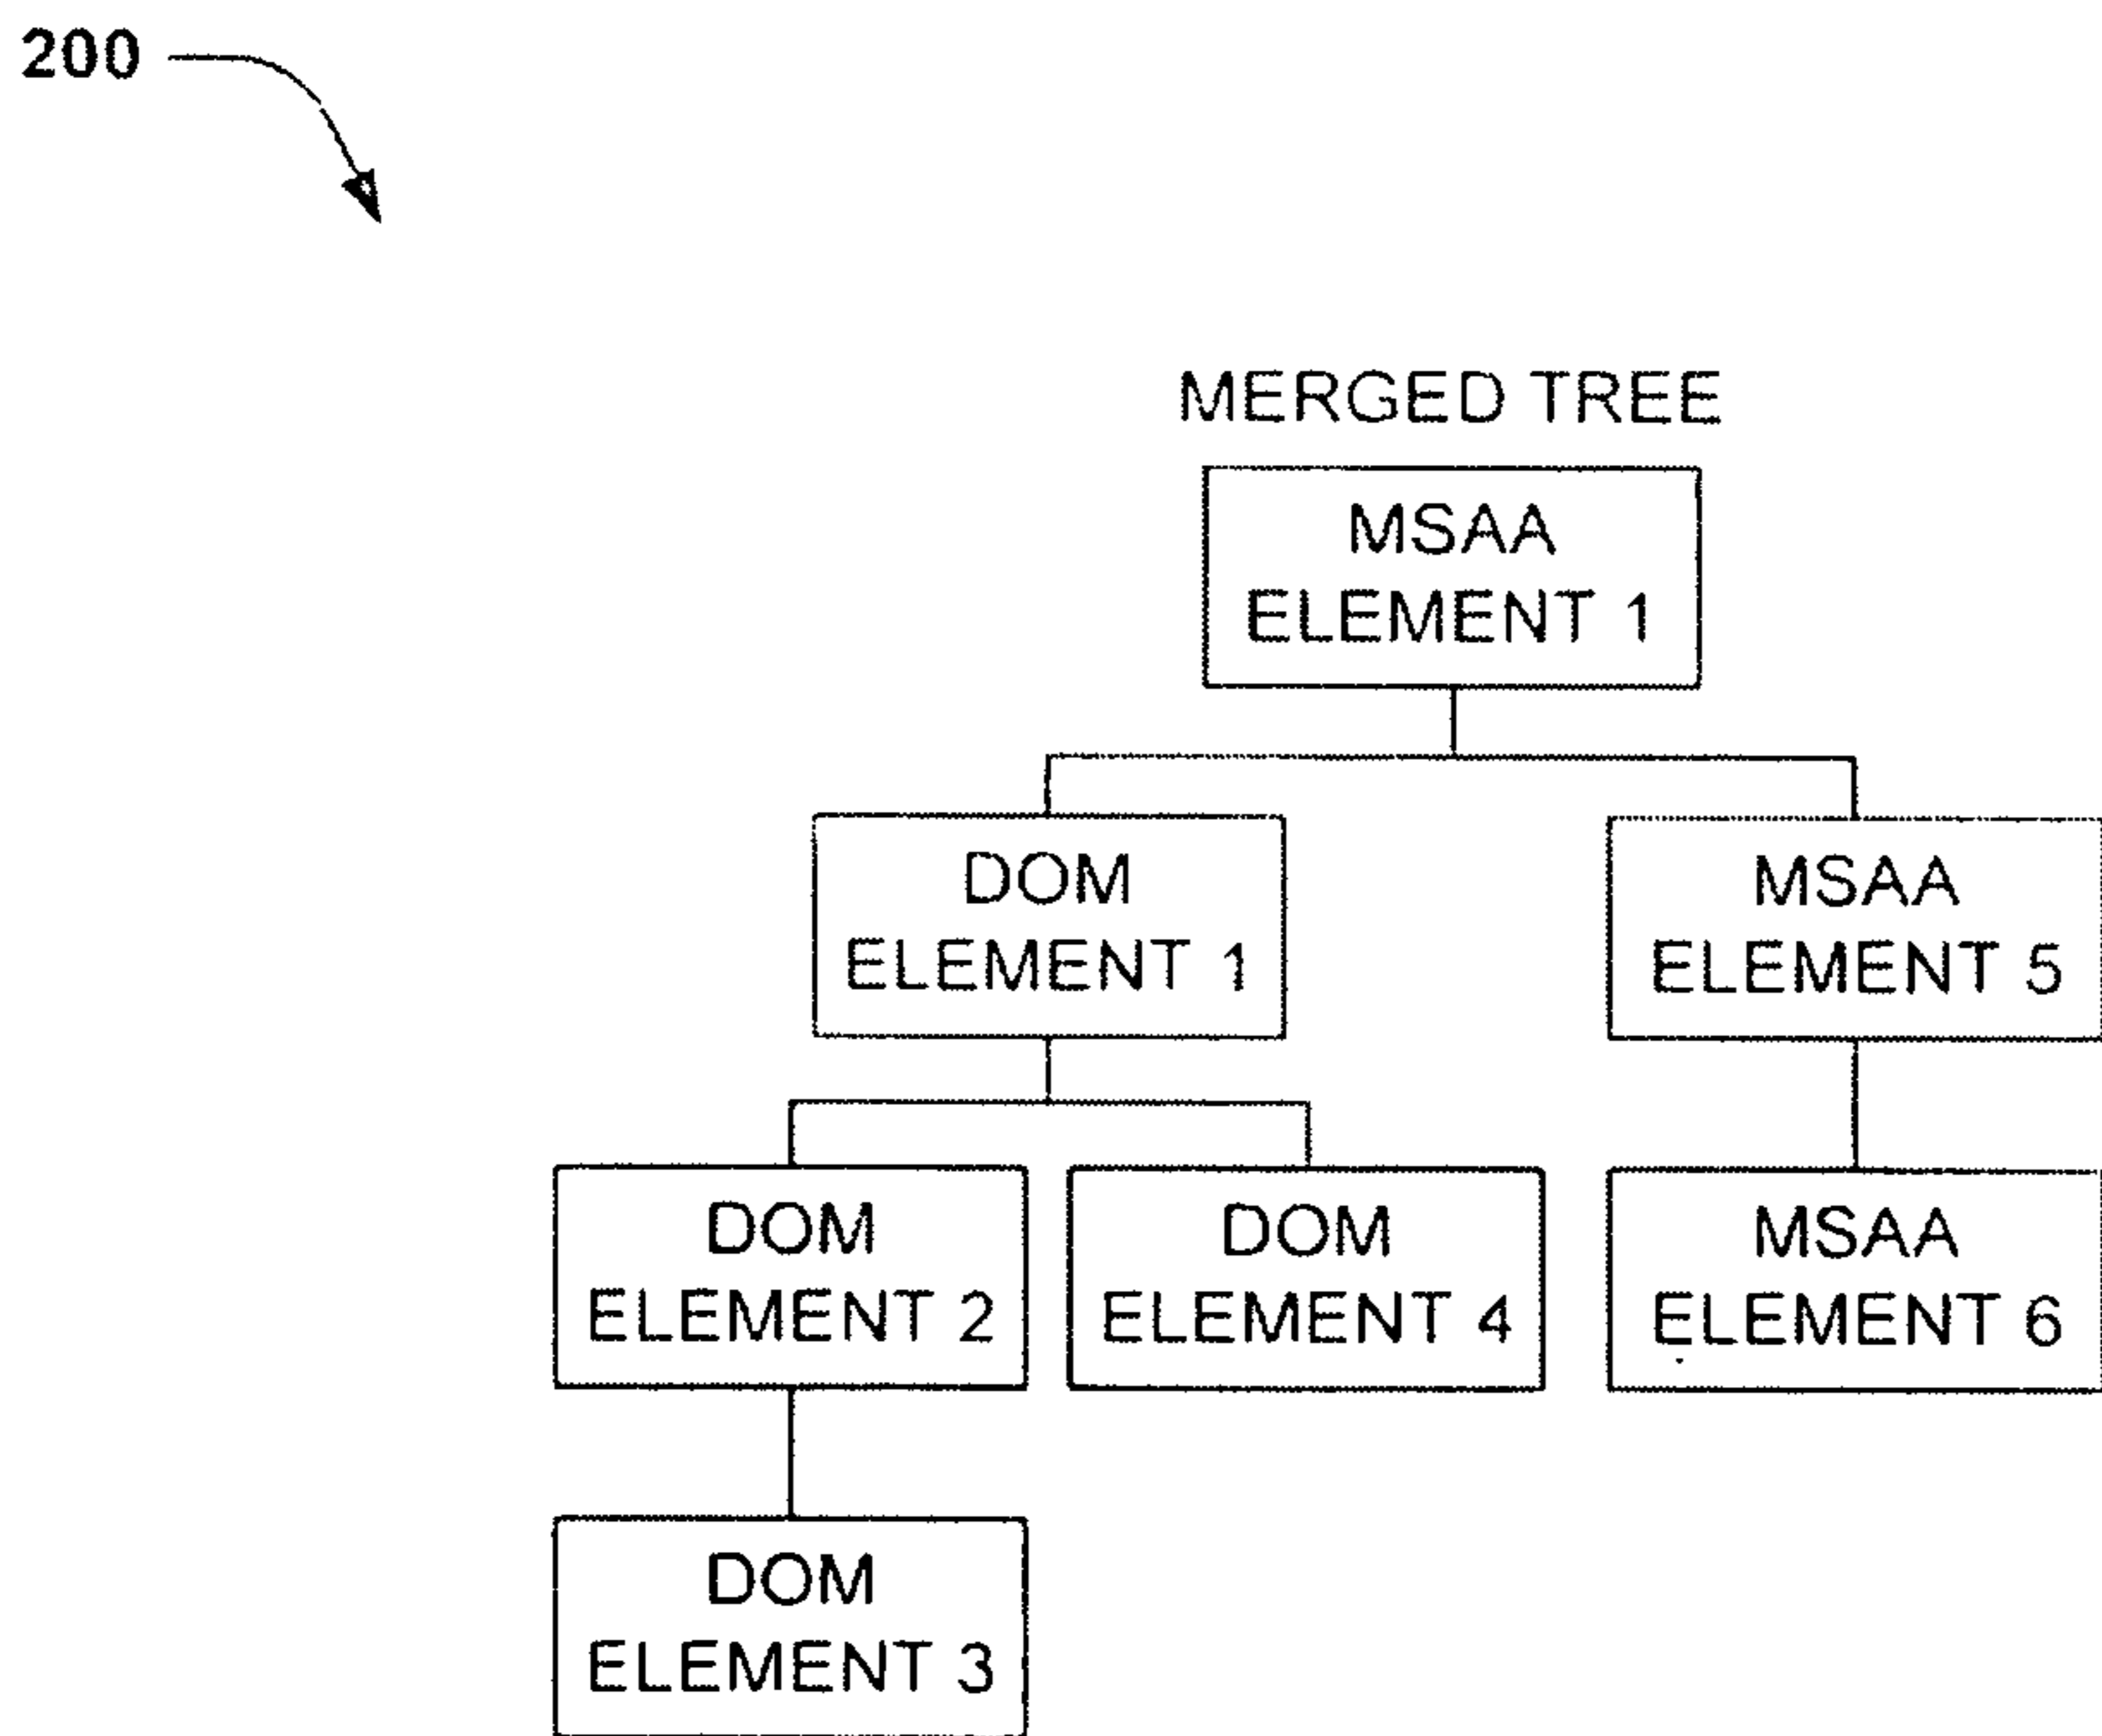 200
MERGED TREE
MSAA
ELEMENT 1
DOM
ELEMENT 1
MSAA
ELEMENT 5
DOM
ELEMENT 2
DOM
ELEMENT 4
MSAA
ELEMENT 6
DOM
ELEMENT 3